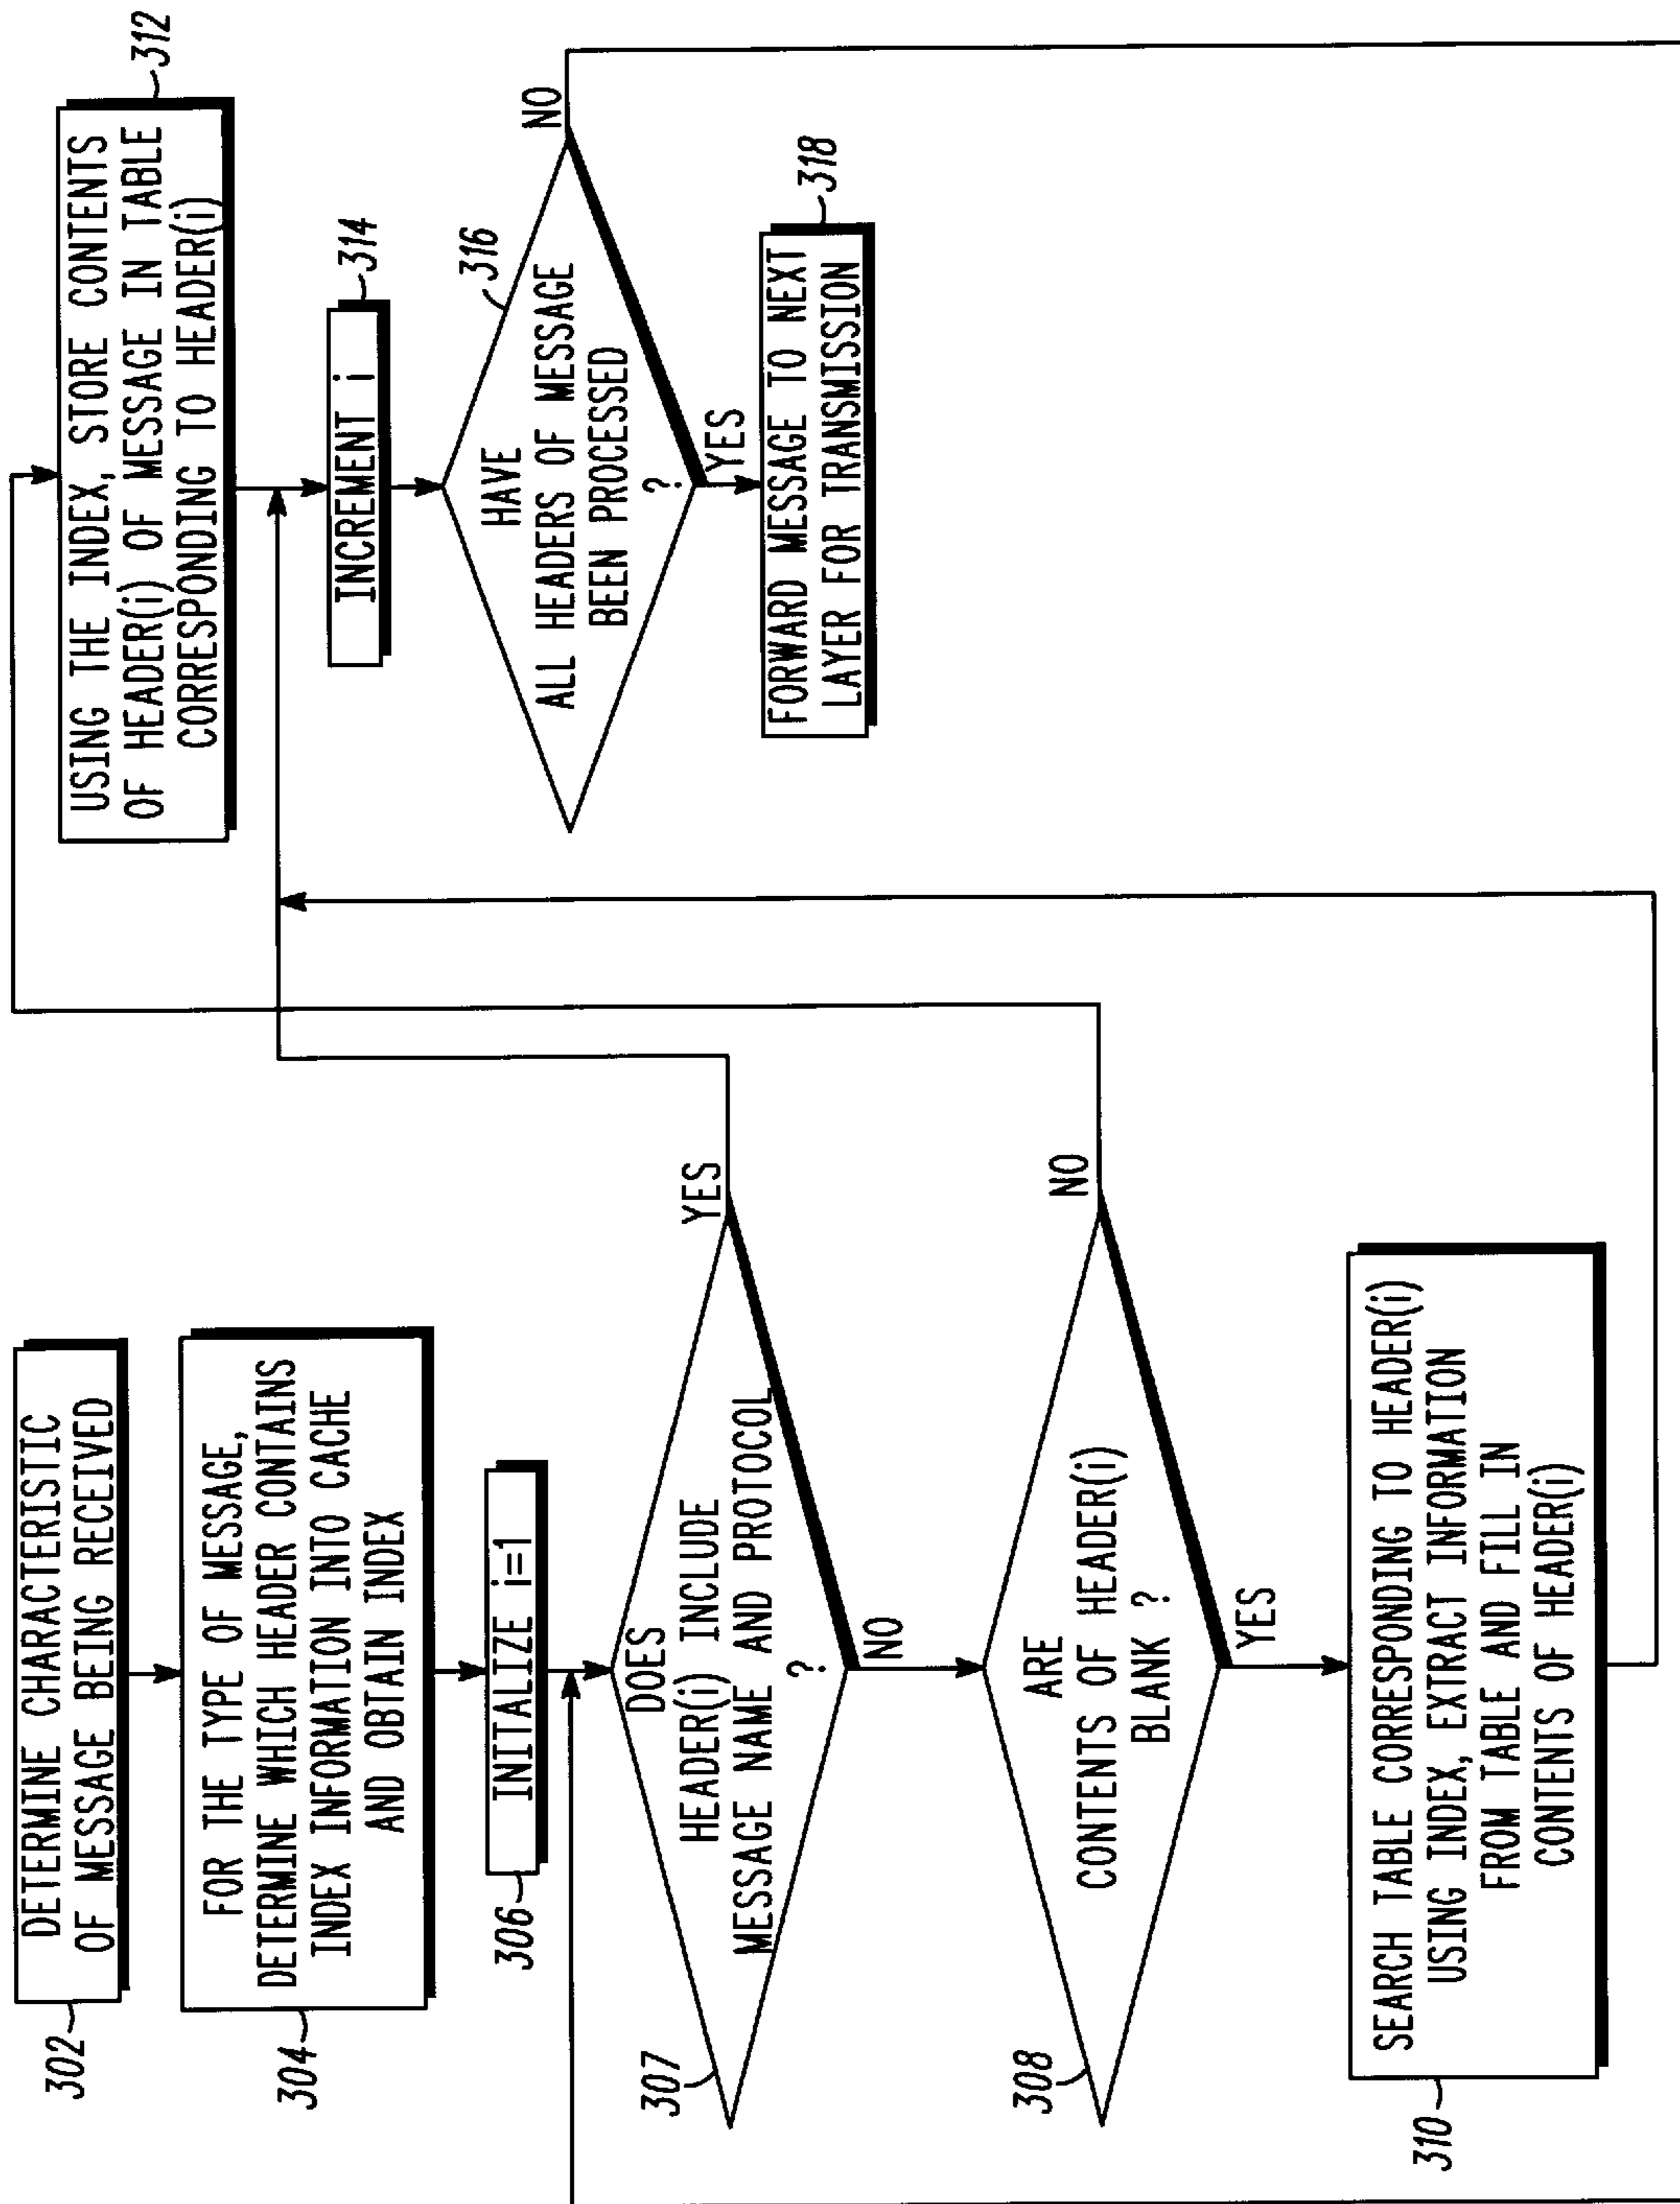 302
DETERMINE CHARACTERISTIC
OF MESSAGE BEING RECEIVED
304
FOR THE TYPE OF MESSAGE,
DETERMINE WHICH HEADER CONTAINS
INDEX INFORMATION INTO CACHE
AND OBTAIN INDEX
306
INITIALIZE i=1
307
DOES
HEADER(i) INCLUDE
MESSAGE NAME AND PROTOCOL
?
YES
NO
308
ARE
CONTENTS OF HEADER(i)
BLANK ?
NO
YES
310
SEARCH TABLE CORRESPONDING TO HEADER(i)
USING INDEX, EXTRACT INFORMATION
FROM TABLE AND FILL IN
CONTENTS OF HEADER(i)
312
USING THE INDEX, STORE CONTENTS
OF HEADER(i) OF MESSAGE IN TABLE
CORRESPONDING TO HEADER(i)
314
INCREMENT i
316
HAVE
ALL HEADERS OF MESSAGE
BEEN PROCESSED
?
NO
YES
318
FORWARD MESSAGE TO NEXT
LAYER FOR TRANSMISSION